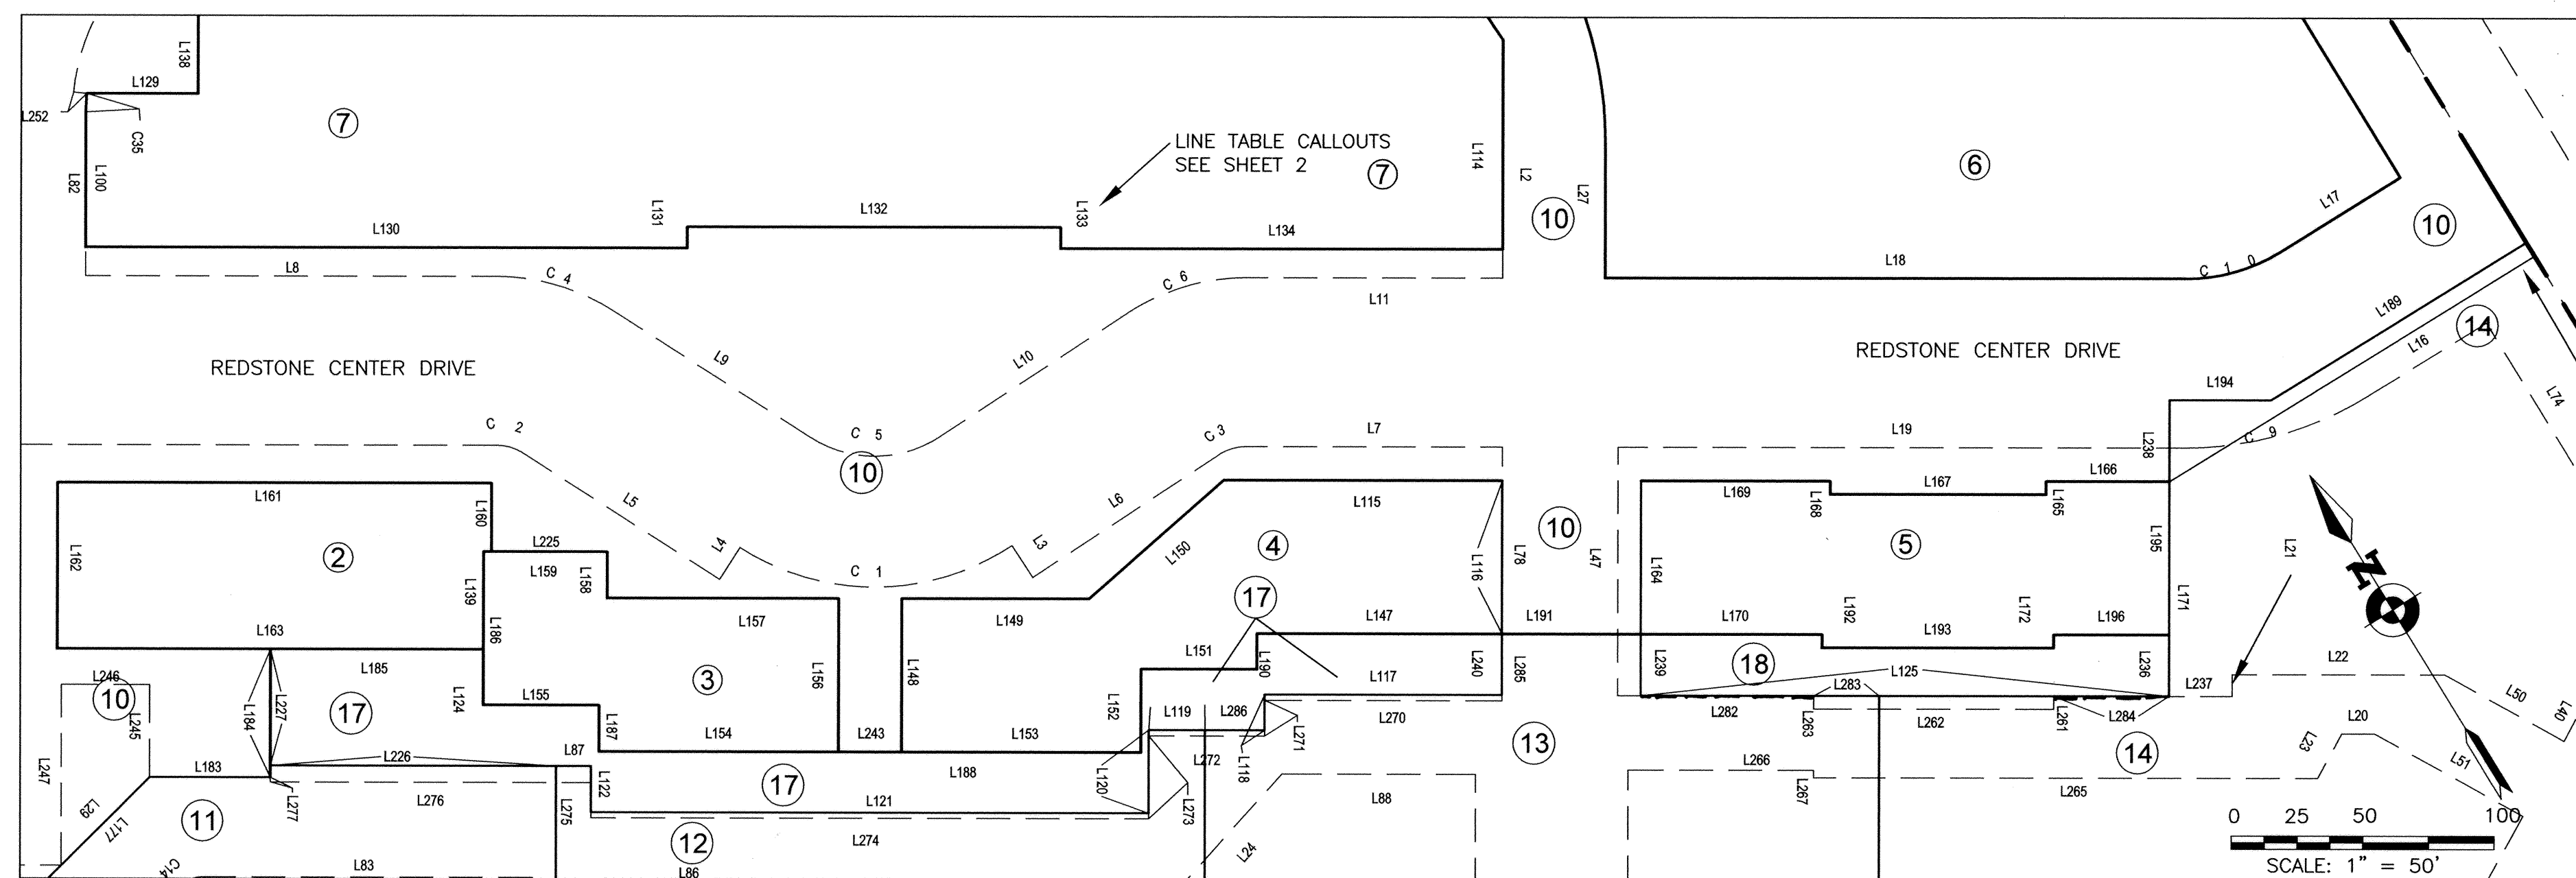 L138
L129
L252
C35
7
L82
L100
L130
L131
L132
L133
LINE TABLE CALLOUTS
SEE SHEET 2
7
L134
L114
L2
L27
10
6
L17
10
L18
C 1 0
L8
C 4
C 6
L11
L9
L10
REDSTONE CENTER DRIVE
REDSTONE CENTER DRIVE
L189
14
L16
L74
L194
C 2
C 5
C 3
L7
L19
L238
C 9
10
L161
L160
L162
2
L225
L159
L158
L5
L4
C 1
L3
L6
L115
L150
4
L116
L78
10
L47
L169
L168
L167
L165
L166
5
L195
L21
N
L164
L139
L163
L186
L157
L149
17
L147
L191
L170
L192
L193
L172
L196
L171
L246
L185
L124
L155
3
L156
L148
L151
L190
L117
L240
L285
L239
18
L125
L236
L22
10
L245
L184
L227
17
L187
L154
L243
L153
L152
L119
L286
L270
L271
L283
L282
L263
L262
L261
L284
L237
L50
L40
L247
L183
L226
L87
L188
L272
L118
13
L20
L23
14
L51
L29
L177
11
L277
L276
L275
L122
17
L121
L120
L273
L88
L266
L267
L265
0 25 50 100
SCALE: 1" = 50'
C14
L83
12
L274
L86
L24